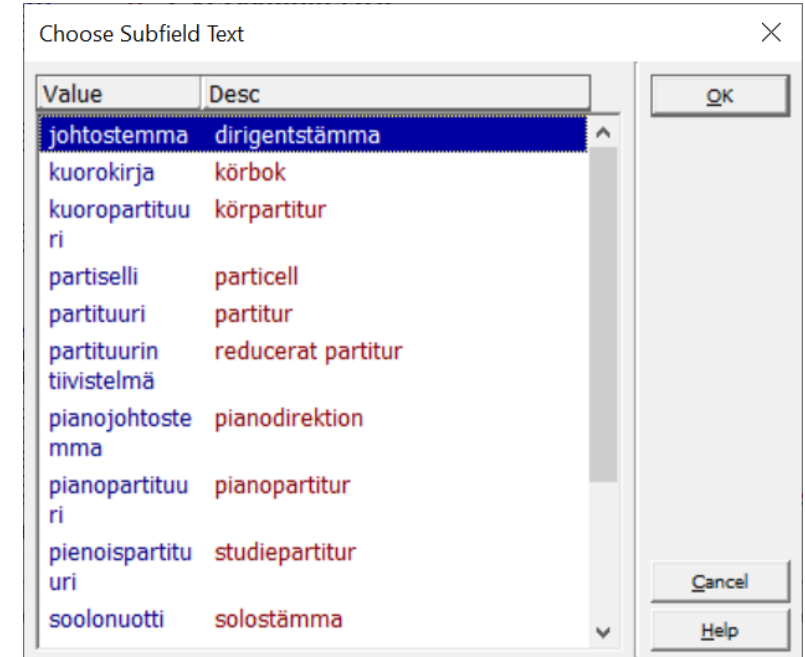 Choose Subfield Text
Value Desc
OK
johtostemma dirigentstämma
kuorokirja körbok
kuoropartituu körpartitur
ri
partiselli particell
partituuri partitur
partituurin reducerat partitur
tiivistelmä
pianojohtoste pianodirektion
mma
pianopartituu pianopartitur
ri
pienoispartitu studiepartitur
uri
soolonuotti solostämma
Cancel
Help